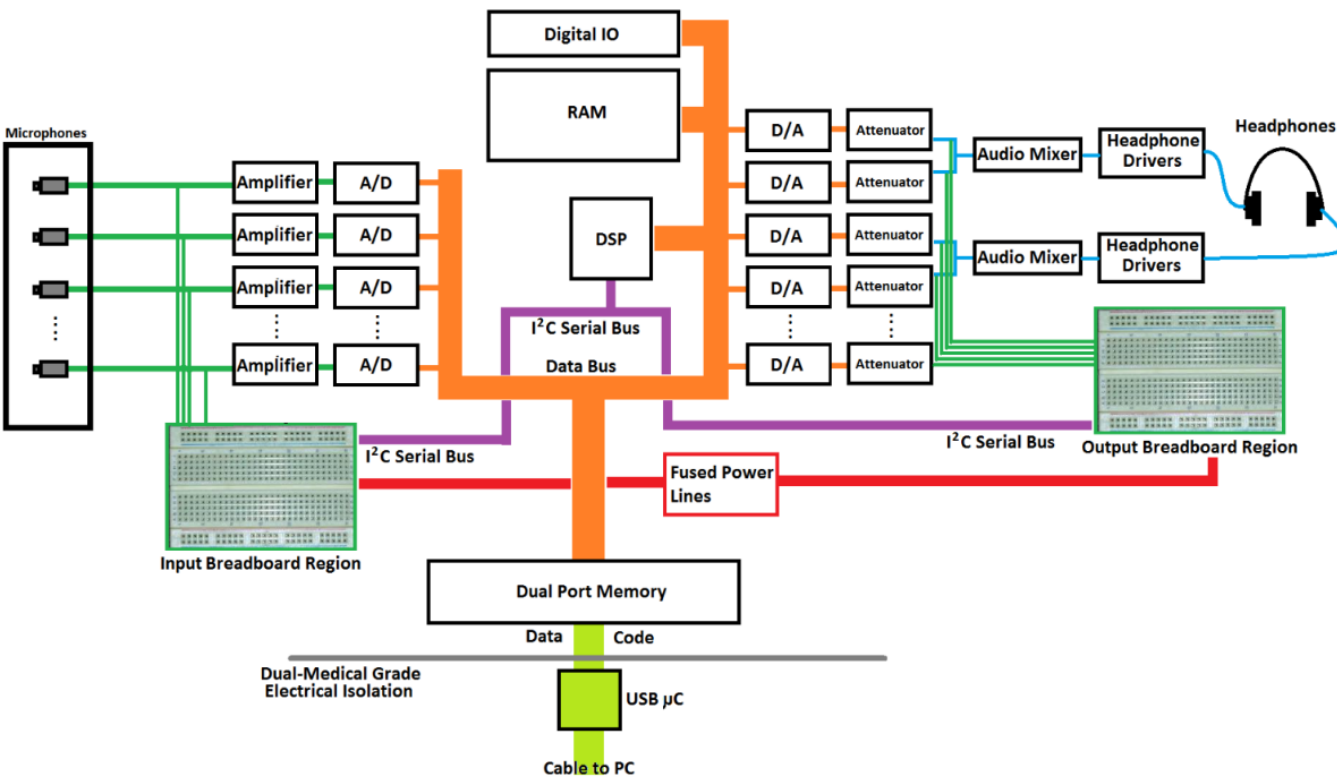 Digital IO
RAM
Microphones
D/A
Attenuator
Headphones
Audio Mixer
Headphone
Drivers
Amplifier
A/D
D/A
Attenuator
DSP
Amplifier
A/D
D/A
Attenuator
Audio Mixer
Headphone
Drivers
Amplifier
A/D
D/A
Attenuator
I²C Serial Bus
Amplifier
A/D
Data Bus
D/A
Attenuator
I²C Serial Bus
I²C Serial Bus
Output Breadboard Region
Fused Power
Lines
Input Breadboard Region
Dual Port Memory
Data
Code
Dual-Medical Grade
Electrical Isolation
USB µC
Cable to PC